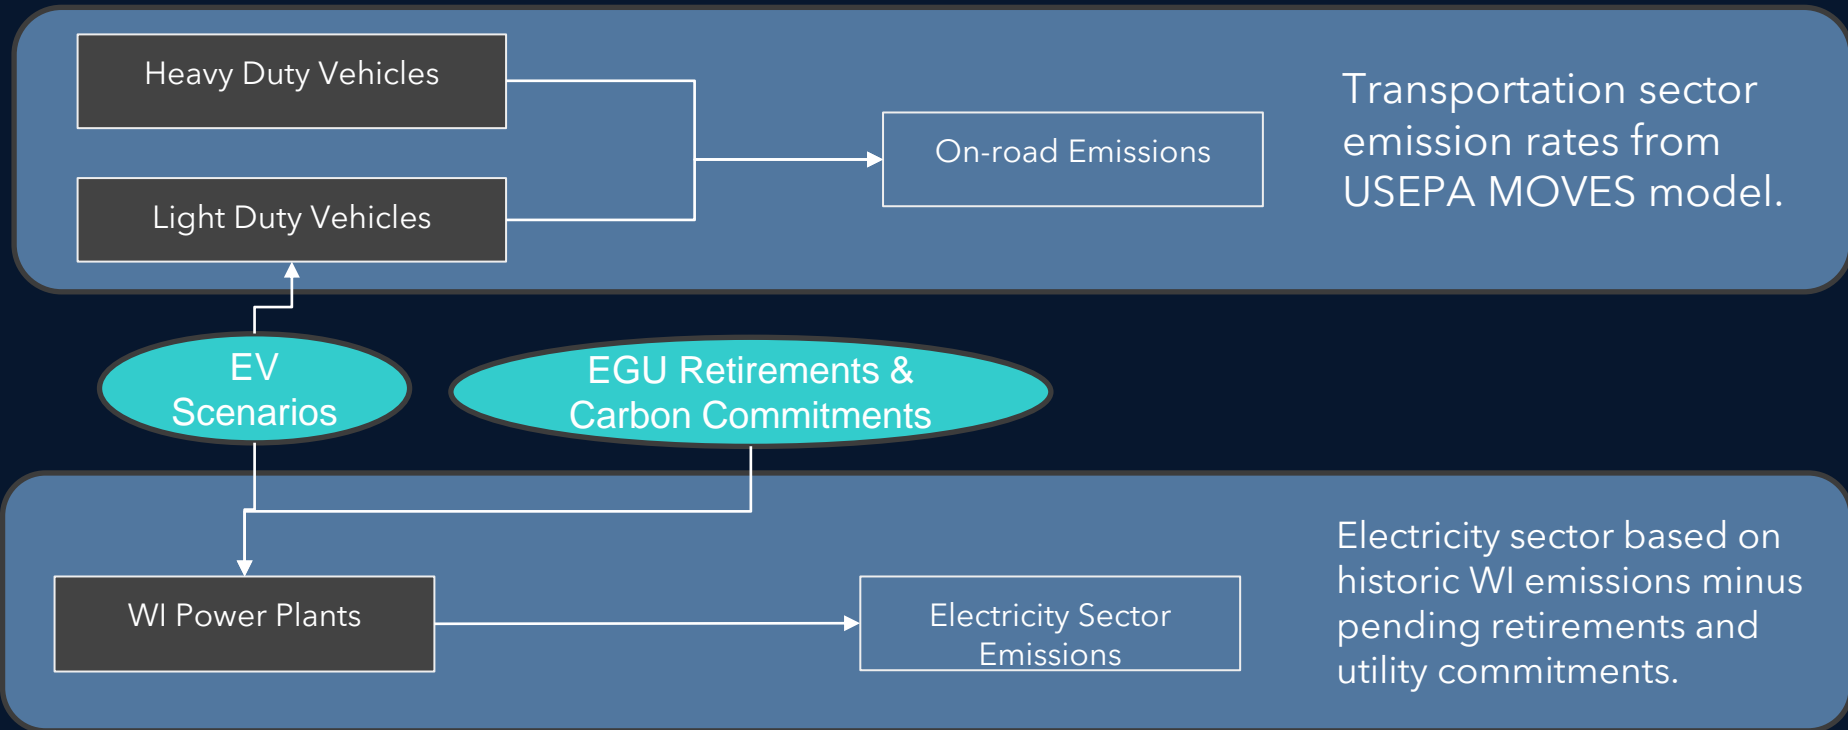 Heavy Duty Vehicles
Light Duty Vehicles
On-road Emissions
Transportation sector
emission rates from
USEPA MOVES model.
EV
Scenarios
EGU Retirements &
Carbon Commitments
WI Power Plants
Electricity Sector
Emissions
Electricity sector based on
historic WI emissions minus
pending retirements and
utility commitments.